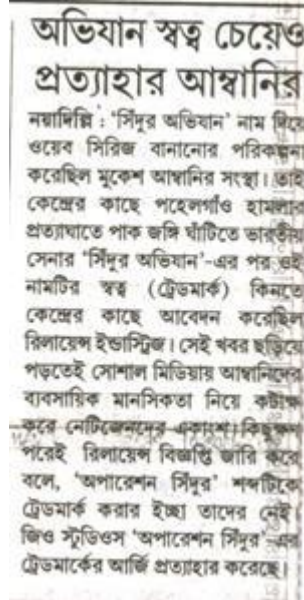 অভিযান স্বত্ব চেয়েও
প্রত্যাহার আম্বানির
নয়াদিল্লি : ‘সিঁদুর অভিযান’ নাম দিয়ে
ওয়েব সিরিজ বানানোর পরিকল্পনা
করেছিল মুকেশ আম্বানির সংস্থা। তাই
কেন্দ্রের কাছে পহেলগাঁও হামলার
প্রত্যাঘাতে পাক জঙ্গি ঘাঁটিতে ভারতীয়
সেনার ‘সিঁদুর অভিযান’-এর পর ওই
নামটির স্বত্ব (ট্রেডমার্ক) কিনতে
কেন্দ্রের কাছে আবেদন করেছিল
রিলায়েন্স ইন্ডাস্ট্রিজ। সেই খবর ছড়িয়ে
পড়তেই সোশাল মিডিয়ায় আম্বানিদের
ব্যবসায়িক মানসিকতা নিয়ে কটাক্ষ
করে নেটিজেনদের একাংশ। কিছুক্ষণ
পরেই রিলায়েন্স বিজ্ঞপ্তি জারি করে
বলে, ‘অপারেশন সিঁদুর’ শব্দটিকে
ট্রেডমার্ক করার ইচ্ছা তাদের নেই।
জিও স্টুডিওস ‘অপারেশন সিঁদুর’-এর
ট্রেডমার্কের আর্জি প্রত্যাহার করেছে।